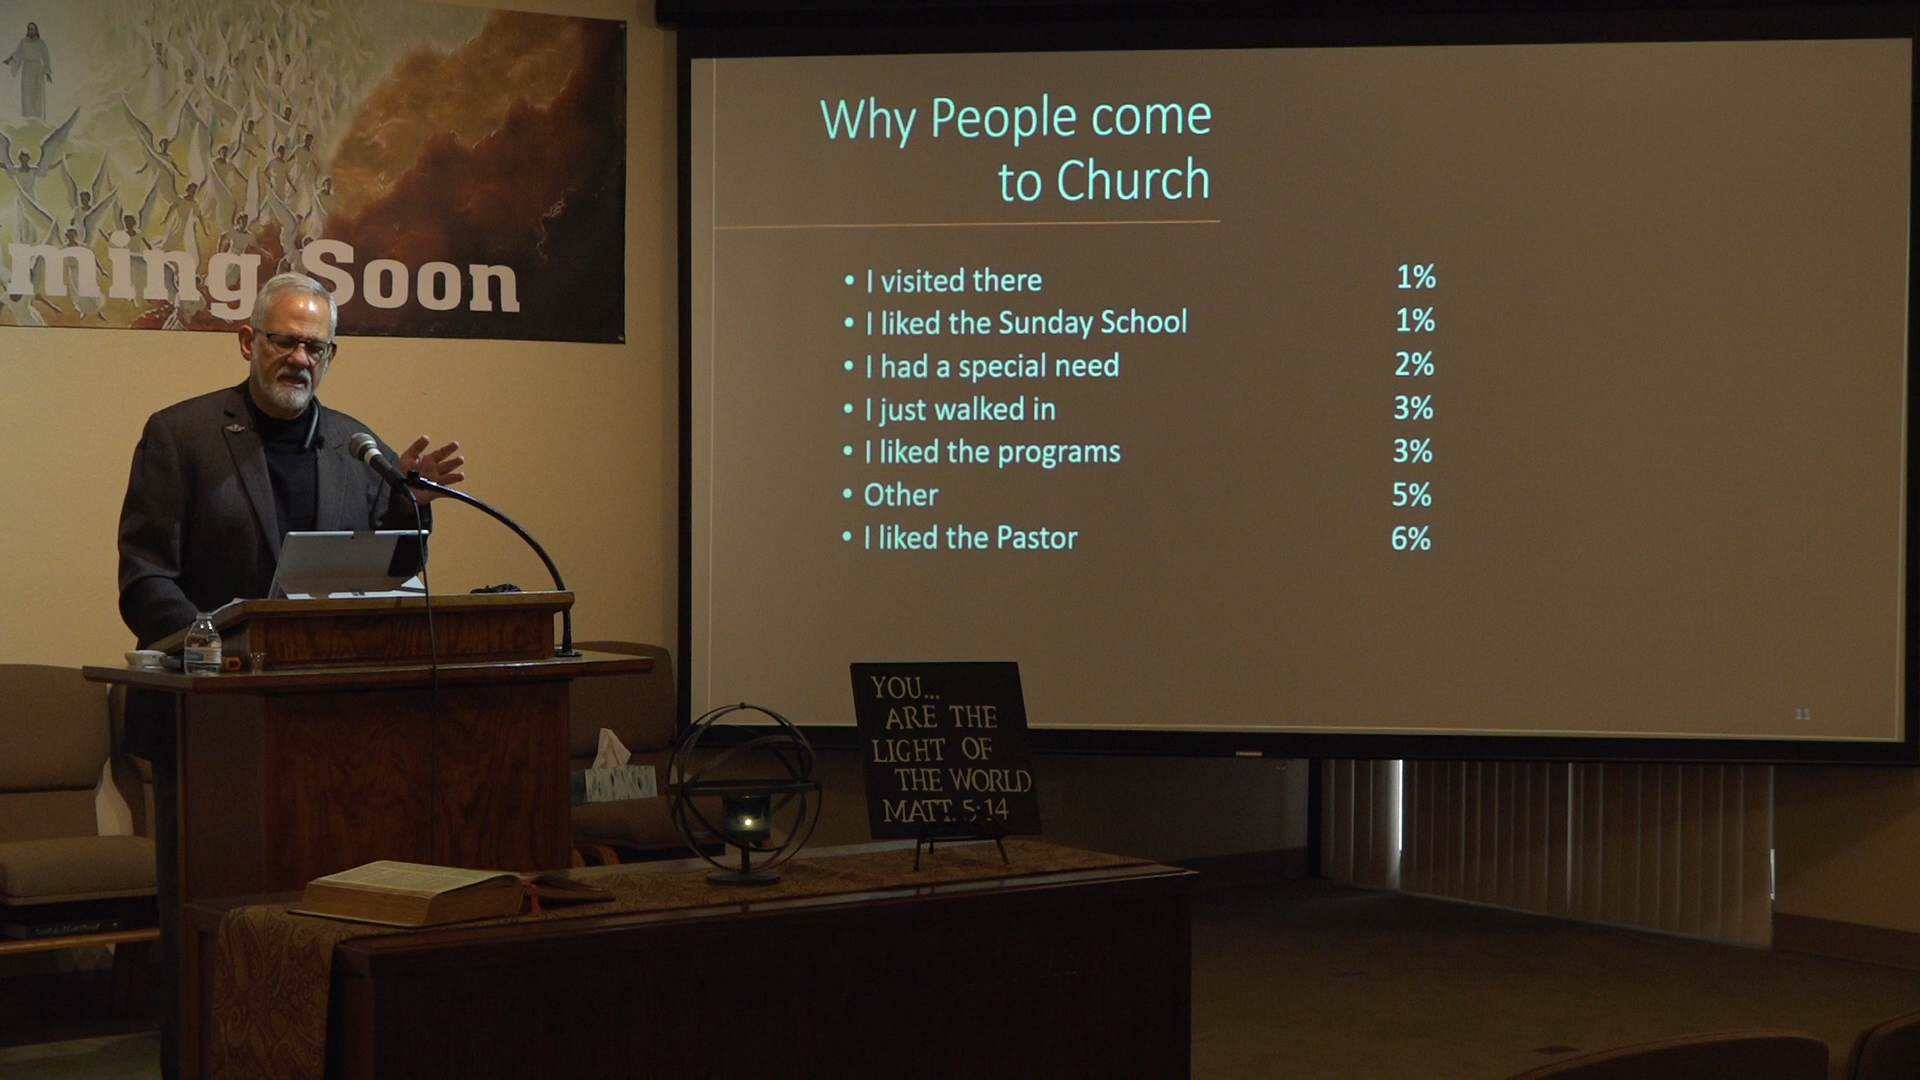 ming Soon
Why People come
to Church
• I visited there 1%
• I liked the Sunday School 1%
• I had a special need 2%
• I just walked in 3%
• I liked the programs 3%
• Other 5%
• I liked the Pastor 6%
11
YOU...
ARE THE
LIGHT OF
THE WORLD
MATT. 5:14